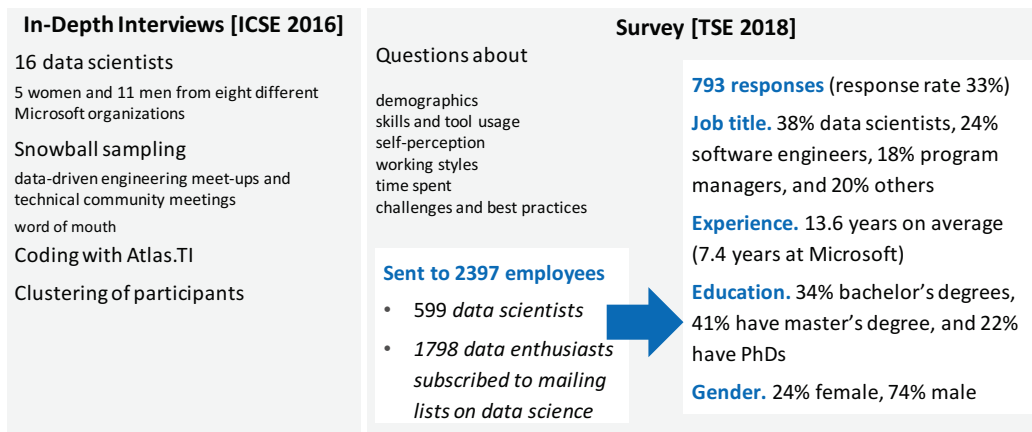 In-Depth Interviews [ICSE 2016]
16 data scientists
5 women and 11 men from eight different
Microsoft organizations
Snowball sampling
data-driven engineering meet-ups and
technical community meetings
word of mouth
Coding with Atlas.TI
Clustering of participants
Survey [TSE 2018]
Questions about
demographics
skills and tool usage
self-perception
working styles
time spent
challenges and best practices
Sent to 2397 employees
• 599 data scientists
• 1798 data enthusiasts
subscribed to mailing
lists on data science
793 responses (response rate 33%)
Job title. 38% data scientists, 24%
software engineers, 18% program
managers, and 20% others
Experience. 13.6 years on average
(7.4 years at Microsoft)
Education. 34% bachelor's degrees,
41% have master's degree, and 22%
have PhDs
Gender. 24% female, 74% male